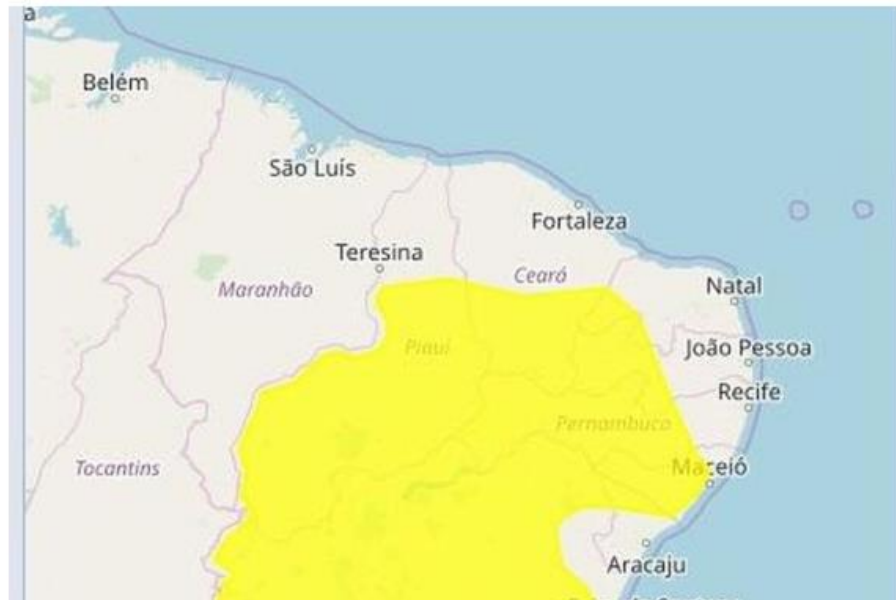 Belém
São Luís
Fortaleza
Teresina
Ceará
Maranhão
Natal
Piauí
João Pessoa
Recife
Pernambuco
Tocantins
Maceió
Aracaju